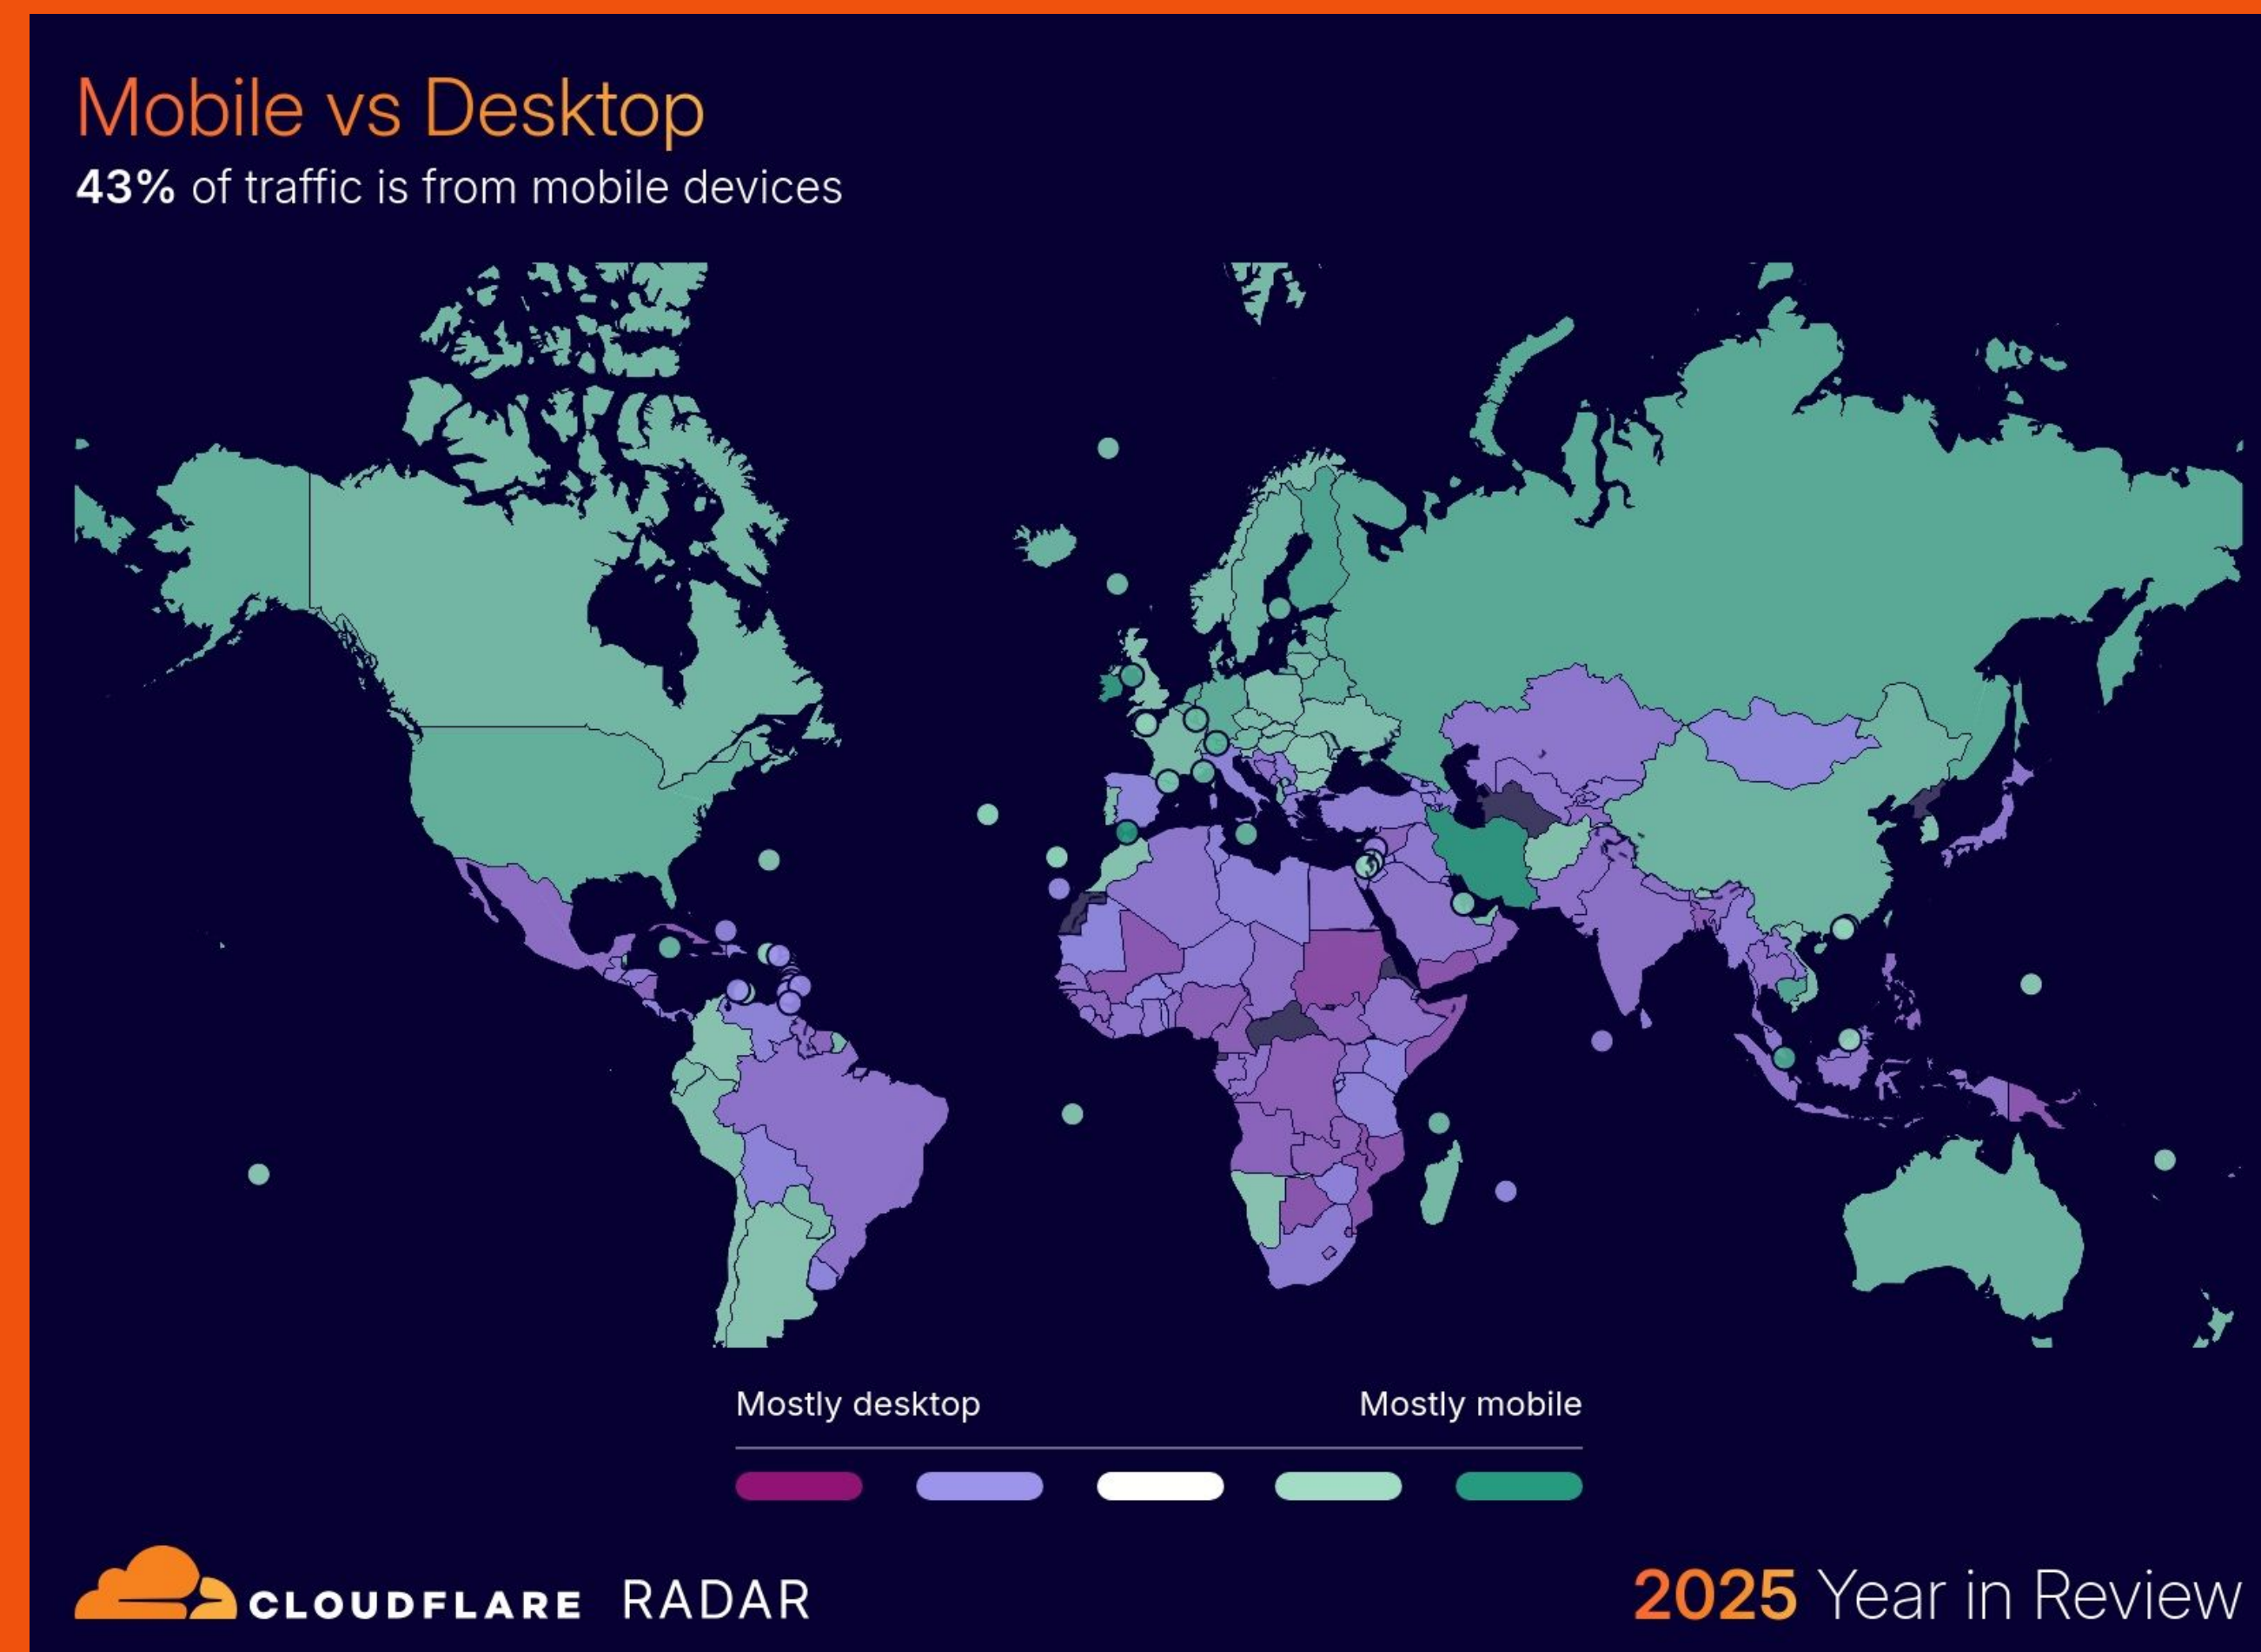 Mobile vs Desktop
43% of traffic is from mobile devices
Mostly desktop
Mostly mobile
CLOUDFLARE RADAR
2025 Year in Review